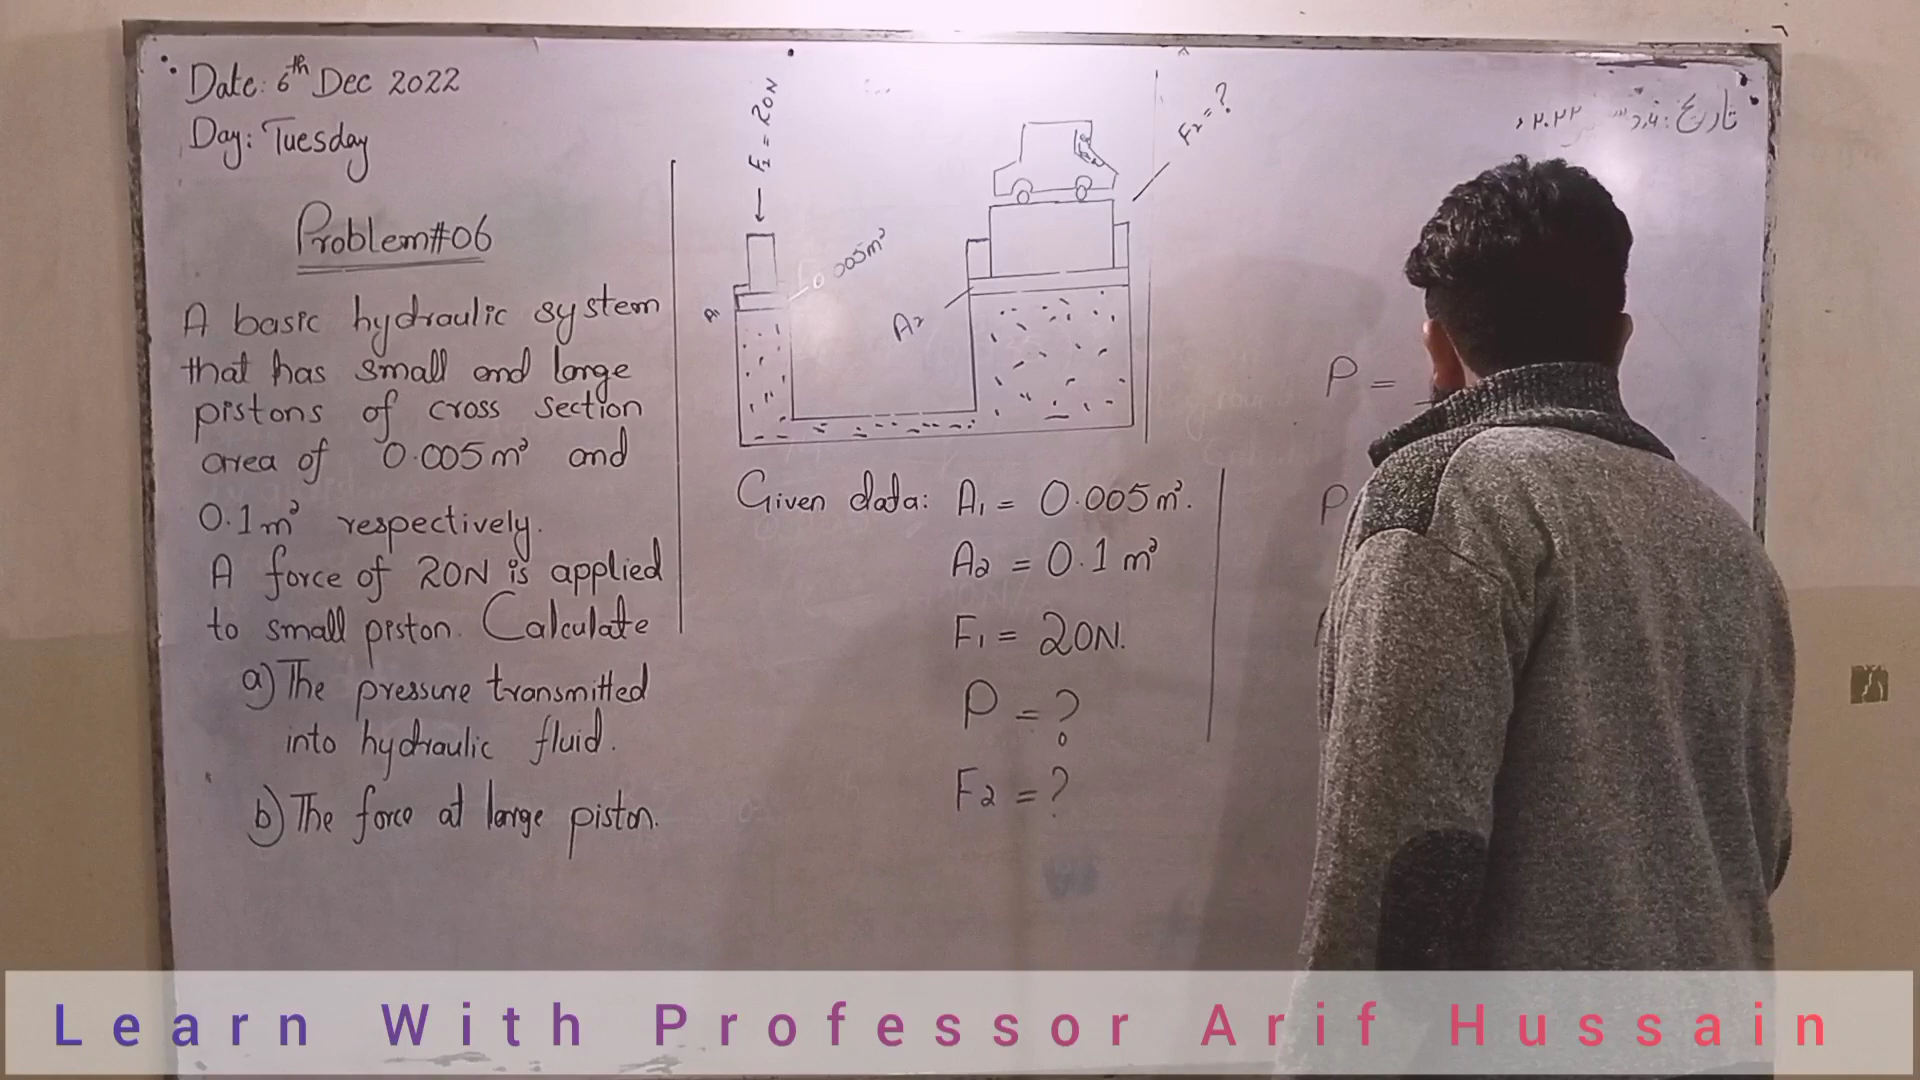 Date: 6th Dec 2022
Day: Tuesday
Problem#06
A basic hydraulic system
that has small and large
pistons of cross section
area of 0.005m² and
0.1m² respectively.
A force of 20N is applied
to small piston. Calculate
a) The pressure transmitted
into hydraulic fluid.
b) The force at large piston.
F1 = 20N
0.005m²
A1
A2
F2 = ?
Given data: A1 = 0.005m².
A2 = 0.1m²
F1 = 20N.
P = ?
F2 = ?
تاریخ:
۲۰۲۲ء
P =
P
Learn With Professor Arif Hussain